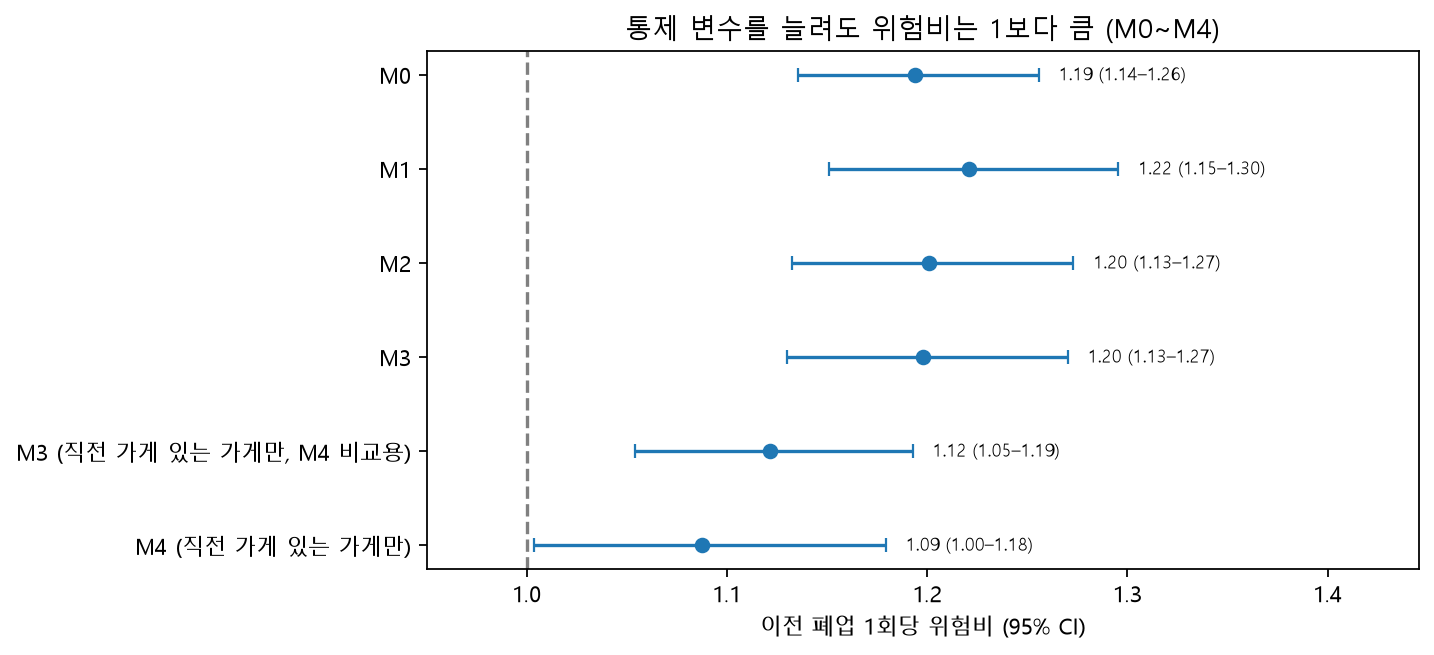 통제 변수를 늘려도 위험비는 1보다 큼 (M0~M4)
M0
1.19 (1.14–1.26)
M1
1.22 (1.15–1.30)
M2
1.20 (1.13–1.27)
M3
1.20 (1.13–1.27)
M3 (직전 가게 있는 가게만, M4 비교용)
1.12 (1.05–1.19)
M4 (직전 가게 있는 가게만)
1.09 (1.00–1.18)
1.0 1.1 1.2 1.3 1.4
이전 폐업 1회당 위험비 (95% CI)